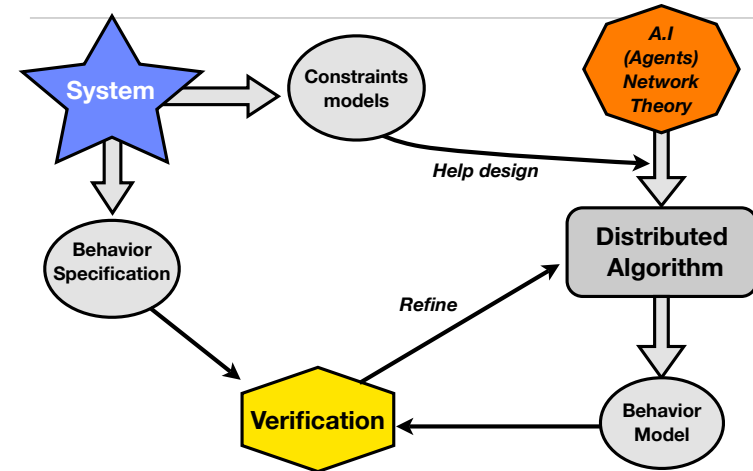 System
Constraints
models
A.I
(Agents)
Network
Theory
Help design
Behavior
Specification
Distributed
Algorithm
Refine
Verification
Behavior
Model